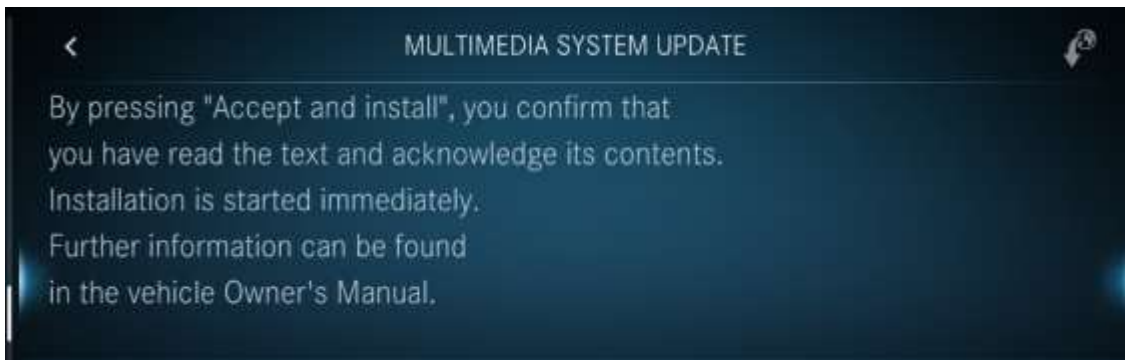 MULTIMEDIA SYSTEM UPDATE
By pressing "Accept and install", you confirm that
you have read the text and acknowledge its contents.
Installation is started immediately.
Further information can be found
in the vehicle Owner's Manual.